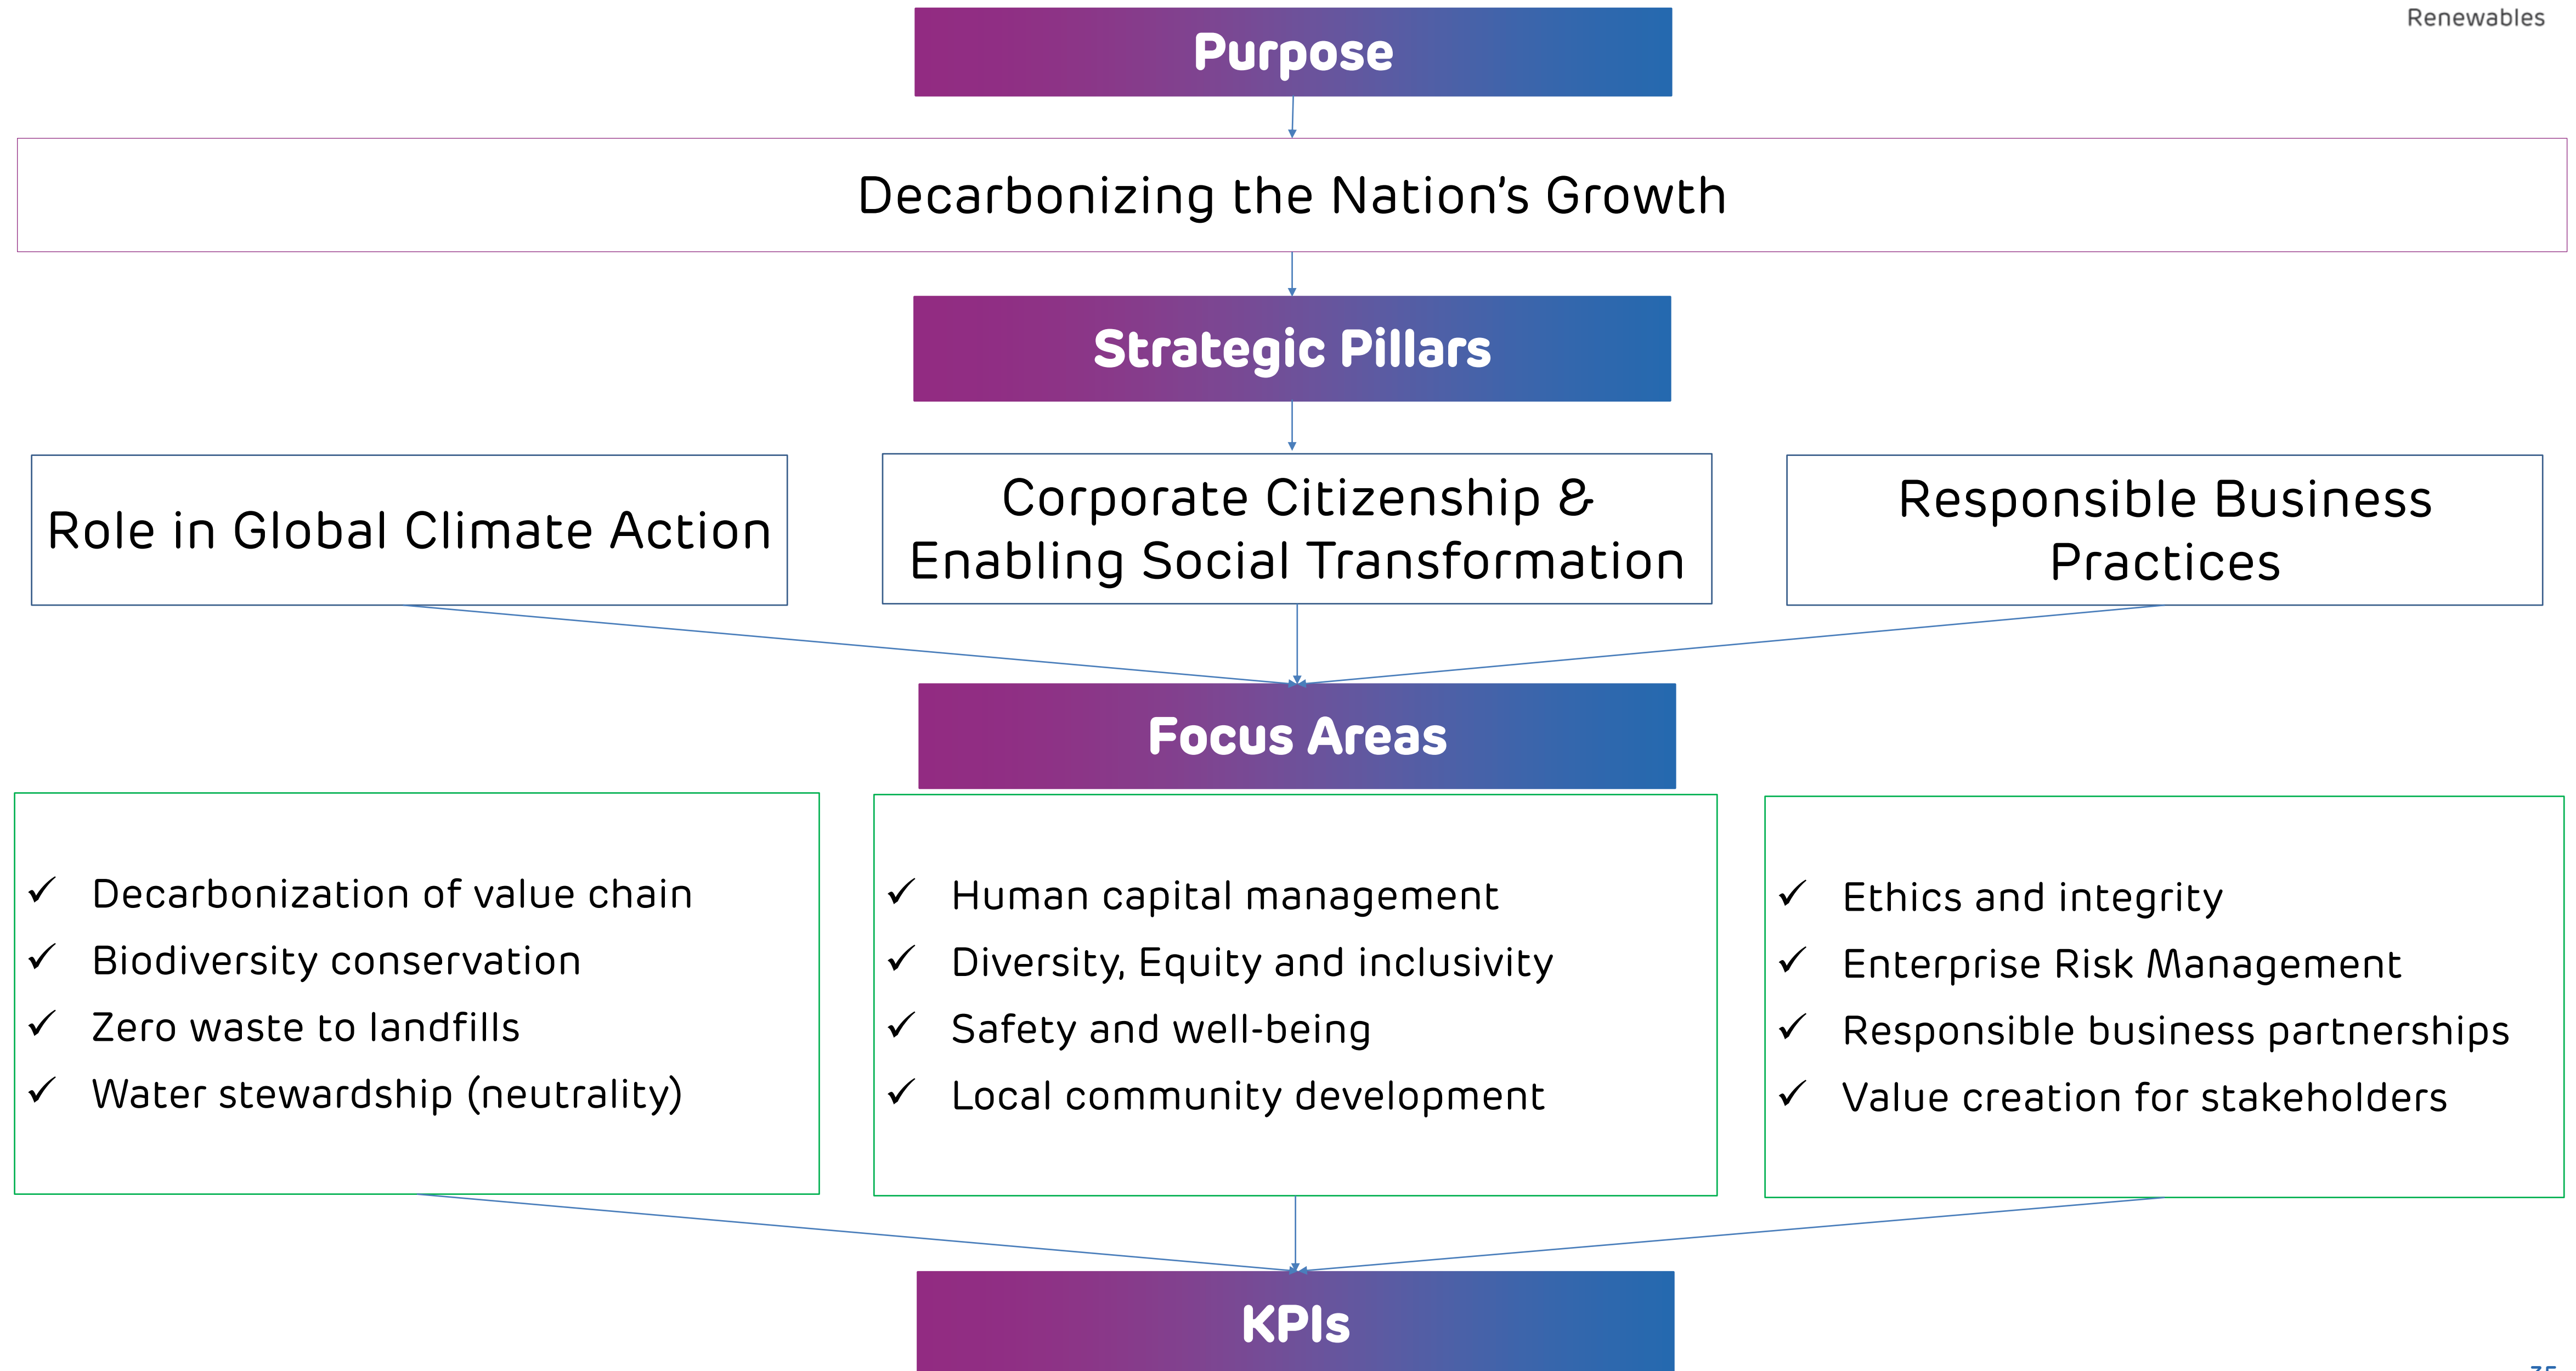 Renewables
Purpose
Decarbonizing the Nation’s Growth
Strategic Pillars
Role in Global Climate Action
Corporate Citizenship &
Enabling Social Transformation
Responsible Business
Practices
Focus Areas
✓ Decarbonization of value chain
✓ Biodiversity conservation
✓ Zero waste to landfills
✓ Water stewardship (neutrality)
✓ Human capital management
✓ Diversity, Equity and inclusivity
✓ Safety and well-being
✓ Local community development
✓ Ethics and integrity
✓ Enterprise Risk Management
✓ Responsible business partnerships
✓ Value creation for stakeholders
KPIs